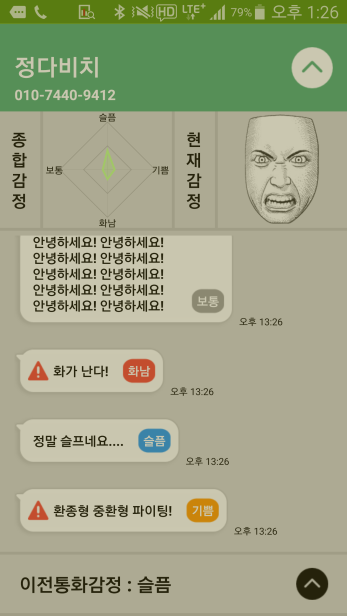 HD LTE+ 79% 오후 1:26
정다비치
010-7440-9412
종합감정
슬픔
보통
기쁨
화남
현재감정
안녕하세요! 안녕하세요!
안녕하세요! 안녕하세요!
안녕하세요! 안녕하세요!
안녕하세요! 안녕하세요!
안녕하세요! 안녕하세요!
보통
오후 13:26
화가 난다! 화남
오후 13:26
정말 슬프네요.... 슬픔
오후 13:26
환종형 중환형 파이팅! 기쁨
오후 13:26
이전통화감정 : 슬픔